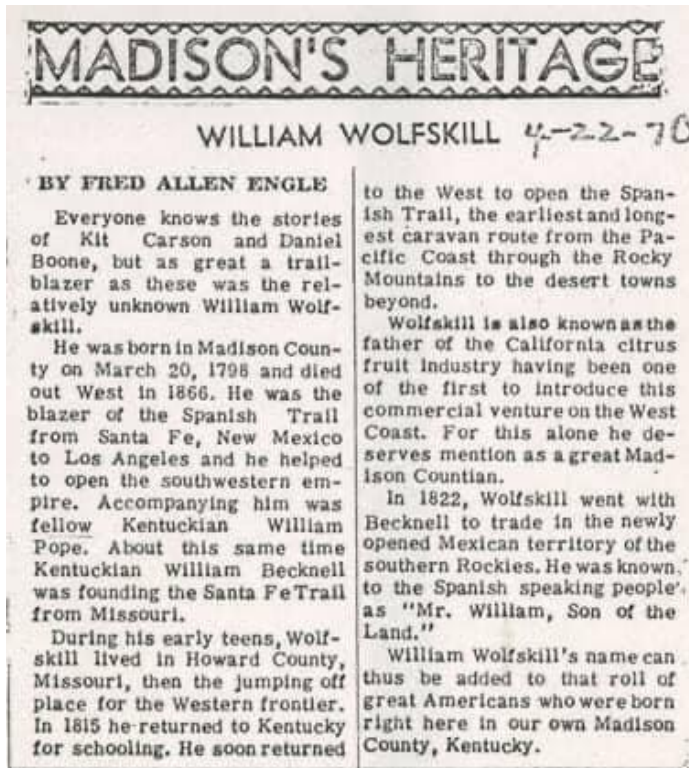 MADISON'S HERITAGE
WILLIAM WOLFSKILL 4-22-70
BY FRED ALLEN ENGLE
Everyone knows the stories
of Kit Carson and Daniel
Boone, but as great a trail-
blazer as these was the rel-
atively unknown William Wolf-
skill.
He was born in Madison Coun-
ty on March 20, 1798 and died
out West in 1866. He was the
blazer of the Spanish Trail
from Santa Fe, New Mexico
to Los Angeles and he helped
to open the southwestern em-
pire. Accompanying him was
fellow Kentuckian William
Pope. About this same time
Kentuckian William Becknell
was founding the Santa Fe Trail
from Missouri.
During his early teens, Wolf-
skill lived in Howard County,
Missouri, then the jumping off
place for the Western frontier.
In 1815 he returned to Kentucky
for schooling. He soon returned
to the West to open the Span-
ish Trail, the earliest and long-
est caravan route from the Pa-
cific Coast through the Rocky
Mountains to the desert towns
beyond.
Wolfskill is also known as the
father of the California citrus
fruit industry having been one
of the first to introduce this
commercial venture on the West
Coast. For this alone he de-
serves mention as a great Mad-
ison Countian.
In 1822, Wolfskill went with
Becknell to trade in the newly
opened Mexican territory of the
southern Rockies. He was known
to the Spanish speaking people
as "Mr. William, Son of the
Land."
William Wolfskill's name can
thus be added to that roll of
great Americans who were born
right here in our own Madison
County, Kentucky.